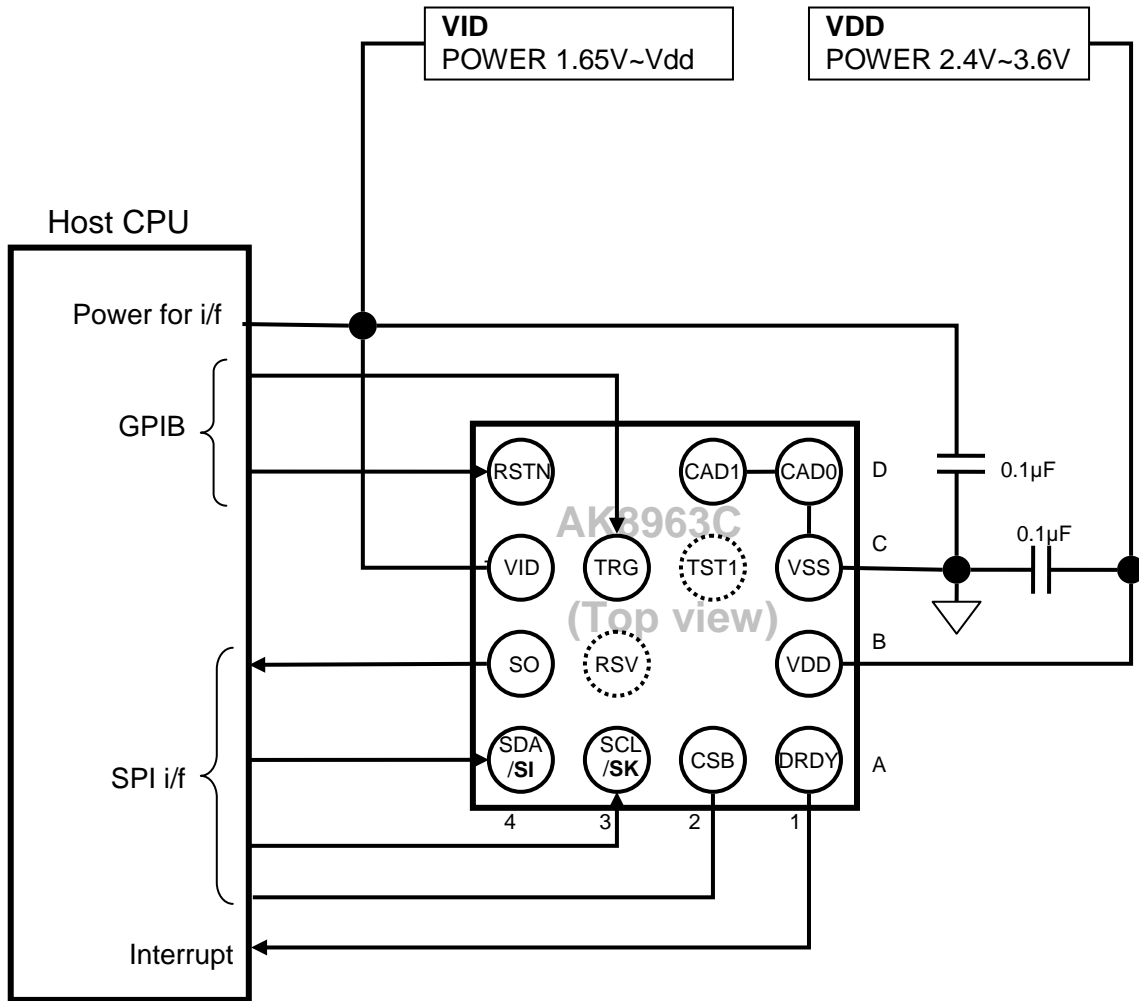 VID
POWER 1.65V~Vdd
VDD
POWER 2.4V~3.6V
Host CPU
Power for i/f
GPIB
SPI i/f
Interrupt
AK8963C
(Top view)
RSTN
CAD1
CAD0
D
VID
TRG
TST1
VSS
C
SO
RSV
VDD
B
SDA
/SI
SCL
/SK
CSB
DRDY
A
4
3
2
1
0.1µF
0.1µF